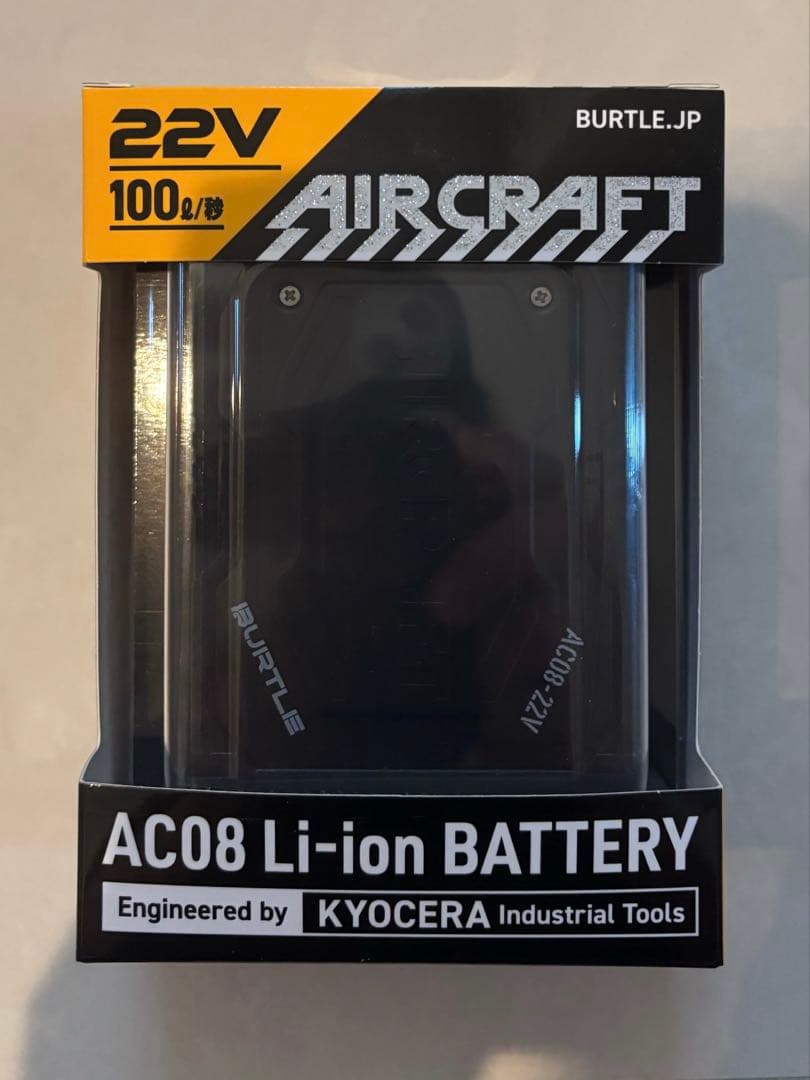 22V
100ℓ/秒
BURTLE.JP
AIRCRAFT
BURTLE
AC08-22V
AC08 Li-ion BATTERY
Engineered by KYOCERA Industrial Tools